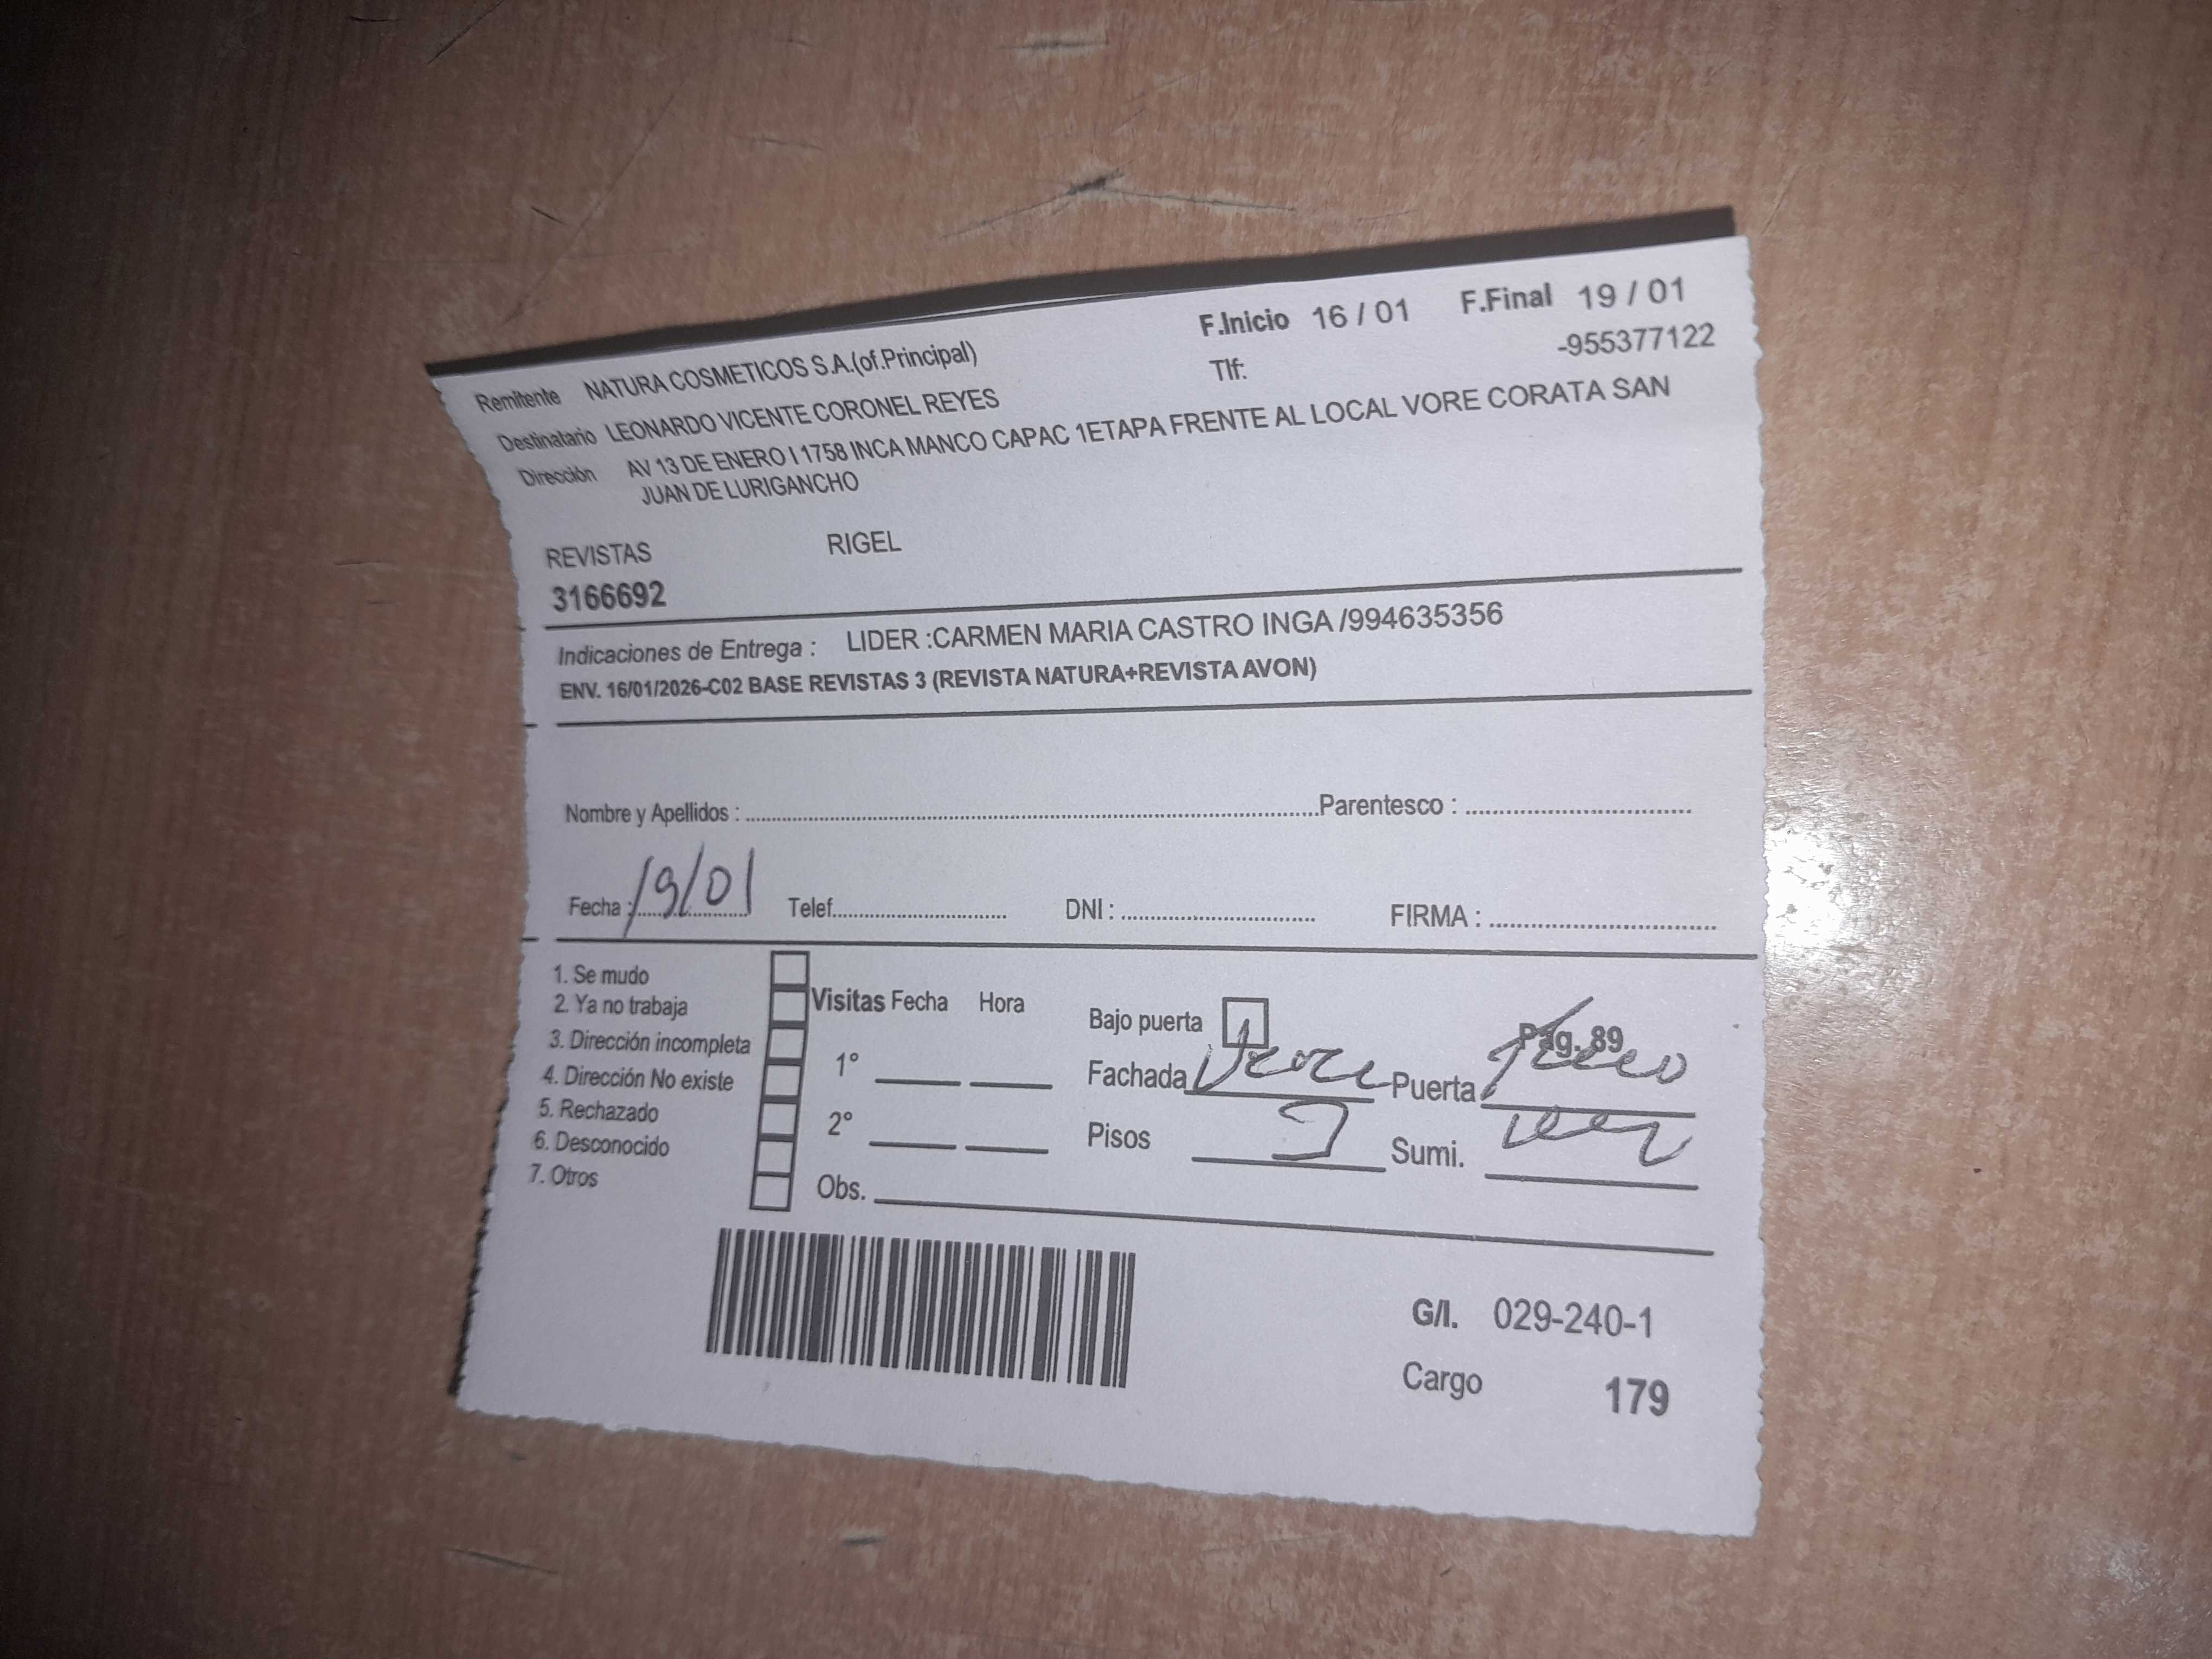 F.Inicio 16 / 01 F.Final 19 / 01
Remitente NATURA COSMETICOS S.A.(of.Principal) Tlf: -955377122
Destinatario LEONARDO VICENTE CORONEL REYES
Dirección AV 13 DE ENERO I 1758 INCA MANCO CAPAC 1ETAPA FRENTE AL LOCAL VORE CORATA SAN
JUAN DE LURIGANCHO
REVISTAS RIGEL
3166692
Indicaciones de Entrega : LIDER :CARMEN MARIA CASTRO INGA /994635356
ENV. 16/01/2026-C02 BASE REVISTAS 3 (REVISTA NATURA+REVISTA AVON)
Nombre y Apellidos : Parentesco :
Fecha : 19/01 Telef. DNI : FIRMA :
1. Se mudo
2. Ya no trabaja
3. Dirección incompleta
4. Dirección No existe
5. Rechazado
6. Desconocido
7. Otros
Visitas Fecha Hora
1°
2°
Obs.
Bajo puerta Pag. 89
Fachada Puerta
Pisos Sumi.
G/I. 029-240-1
Cargo 179